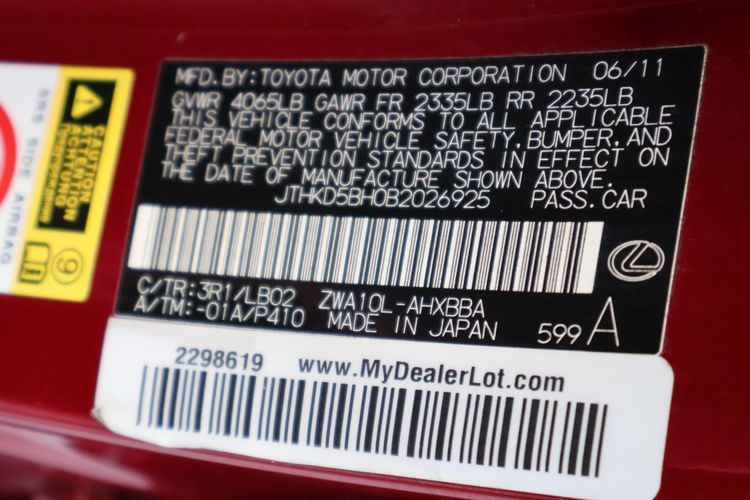 MFD.BY:TOYOTA MOTOR CORPORATION 06/11
GVWR 4065LB GAWR FR 2335LB RR 2235LB
THIS VEHICLE CONFORMS TO ALL APPLICABLE
FEDERAL MOTOR VEHICLE SAFETY,BUMPER,AND
THEFT PREVENTION STANDARDS IN EFFECT ON
THE DATE OF MANUFACTURE SHOWN ABOVE.
JTHKD5BH0B2026925 PASS.CAR
C/TR:3R1/LB02 ZWA10L-AHXBBA
A/TM:-01A/P410 MADE IN JAPAN 599 A
2298619 www.MyDealerLot.com
SRS SIDE AIRBAG
CAUTION
ACHTUNG
9